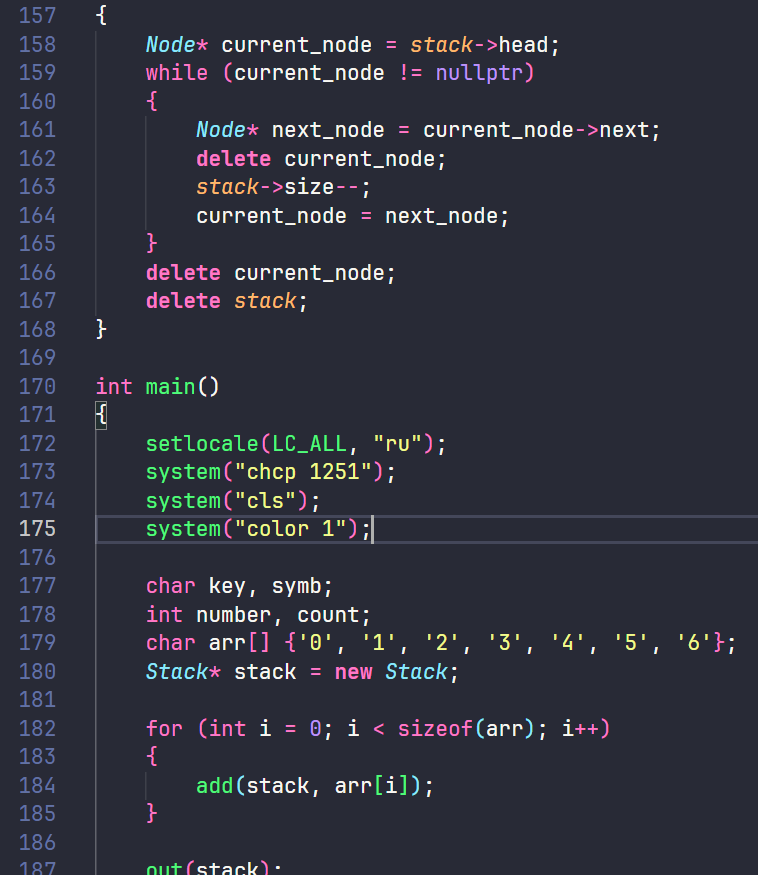 157 {
158 Node* current_node = stack->head;
159 while (current_node != nullptr)
160 {
161 Node* next_node = current_node->next;
162 delete current_node;
163 stack->size--;
164 current_node = next_node;
165 }
166 delete current_node;
167 delete stack;
168 }
169
170 int main()
171 {
172 setlocale(LC_ALL, "ru");
173 system("chcp 1251");
174 system("cls");
175 system("color 1");
176
177 char key, symb;
178 int number, count;
179 char arr[] {'0', '1', '2', '3', '4', '5', '6'};
180 Stack* stack = new Stack;
181
182 for (int i = 0; i < sizeof(arr); i++)
183 {
184 add(stack, arr[i]);
185 }
186
187 out(stack);